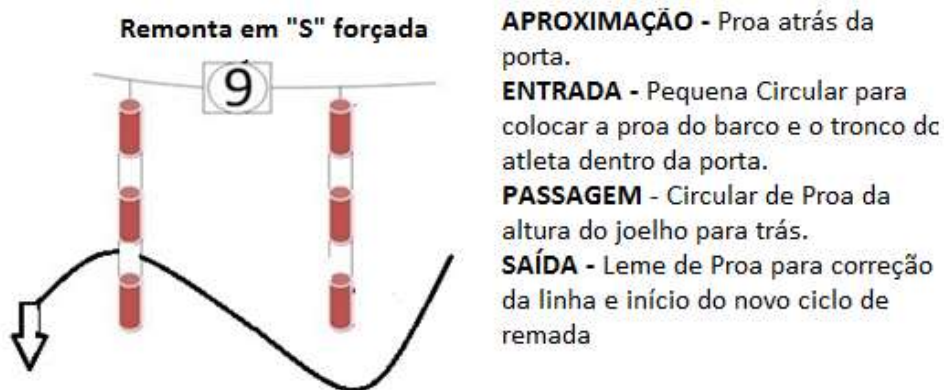 Remonta em "S" forçada
9
APROXIMAÇÃO - Proa atrás da
porta.
ENTRADA - Pequena Circular para
colocar a proa do barco e o tronco do
atleta dentro da porta.
PASSAGEM - Circular de Proa da
altura do joelho para trás.
SAÍDA - Leme de Proa para correção
da linha e início do novo ciclo de
remada